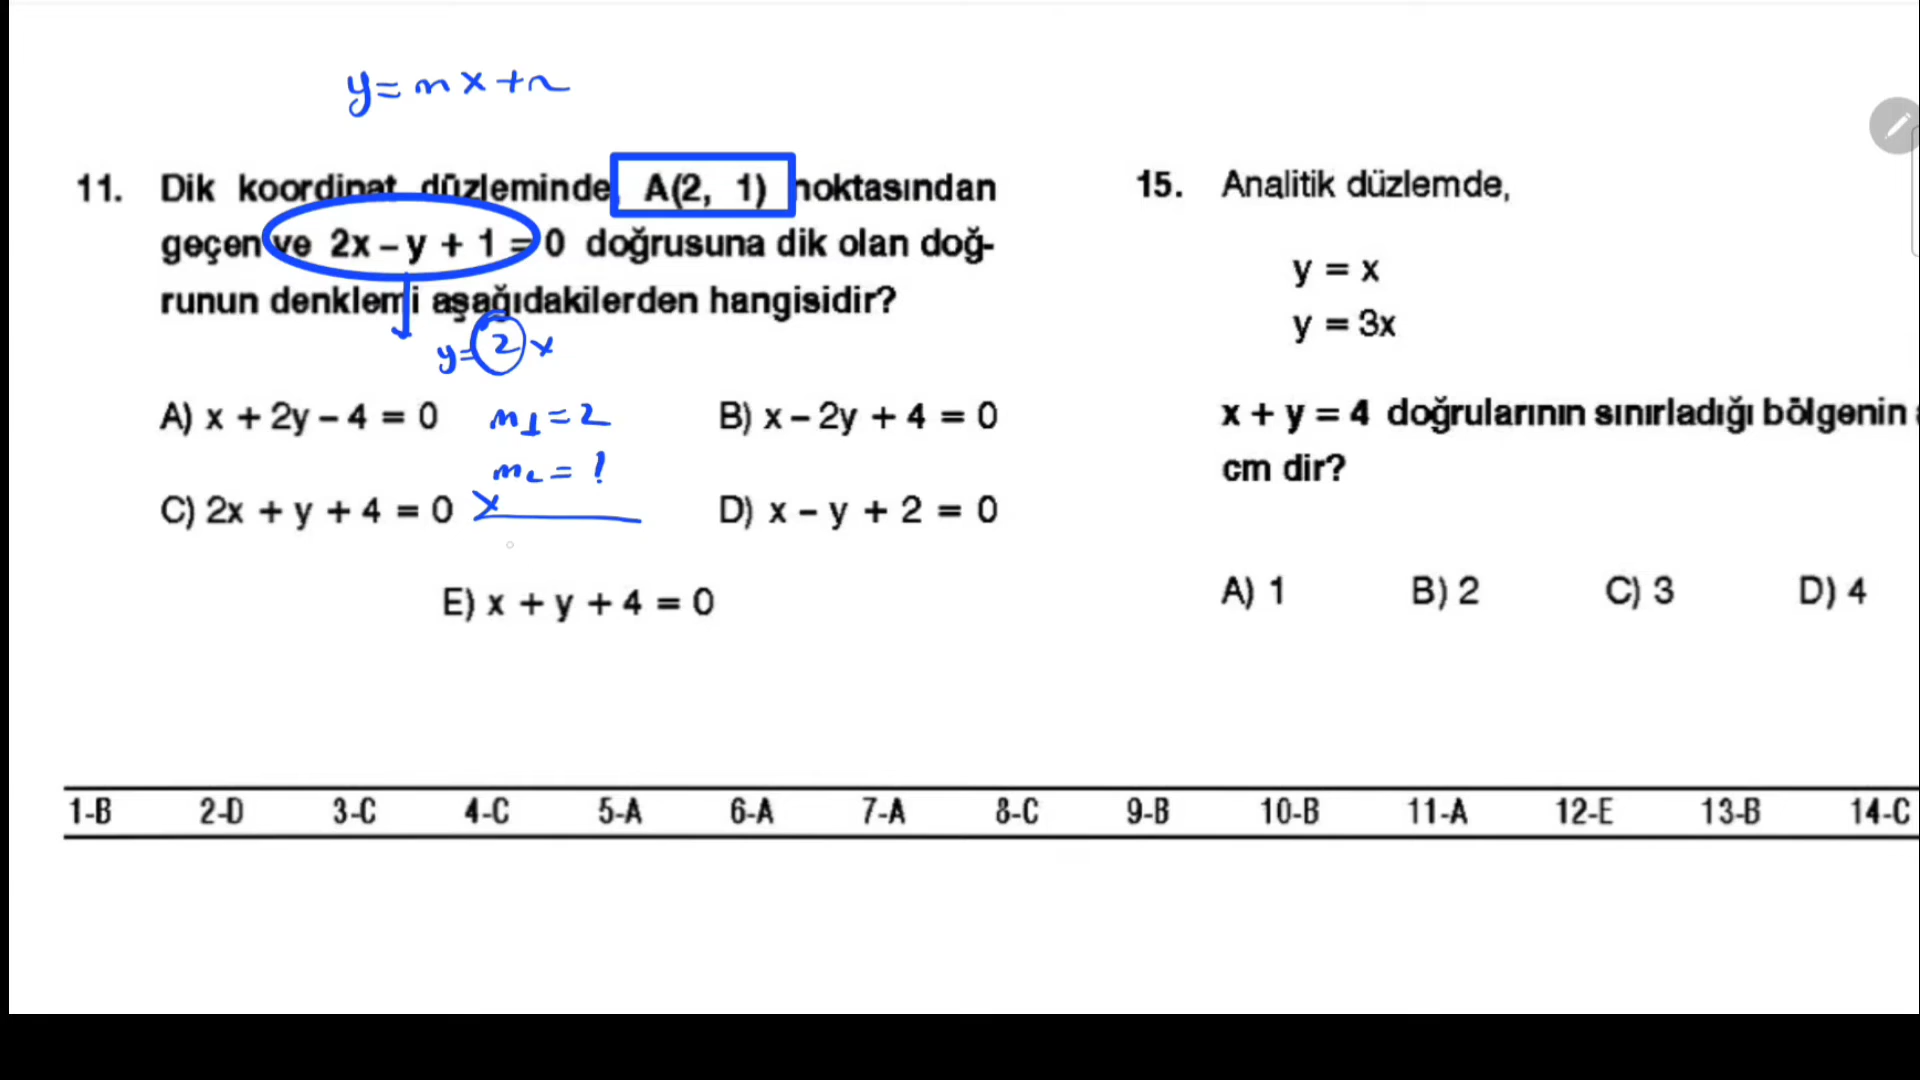 y = mx + n
11. Dik koordinat düzleminde A(2, 1) noktasından
geçen ve 2x – y + 1 = 0 doğrusuna dik olan doğ-
runun denklemi aşağıdakilerden hangisidir?
y = 2x
A) x + 2y – 4 = 0
m1 = 2
B) x – 2y + 4 = 0
m2 = ?
C) 2x + y + 4 = 0
x
D) x – y + 2 = 0
E) x + y + 4 = 0
15. Analitik düzlemde,
y = x
y = 3x
x + y = 4 doğrularının sınırladığı bölgenin
cm dir?
A) 1 B) 2 C) 3 D) 4
1-B 2-D 3-C 4-C 5-A 6-A 7-A 8-C 9-B 10-B 11-A 12-E 13-B 14-C